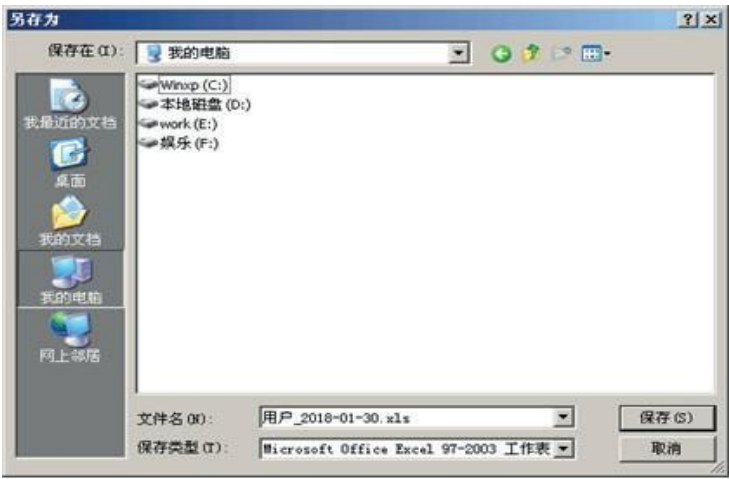 另存为
保存在(I):
我的电脑
我最近的文档
桌面
我的文档
我的电脑
网上邻居
Winxp (C:)
本地磁盘 (D:)
work (E:)
娱乐 (F:)
文件名(N):
用户_2018-01-30.xls
保存(S)
保存类型(T):
Microsoft Office Excel 97-2003 工作表
取消